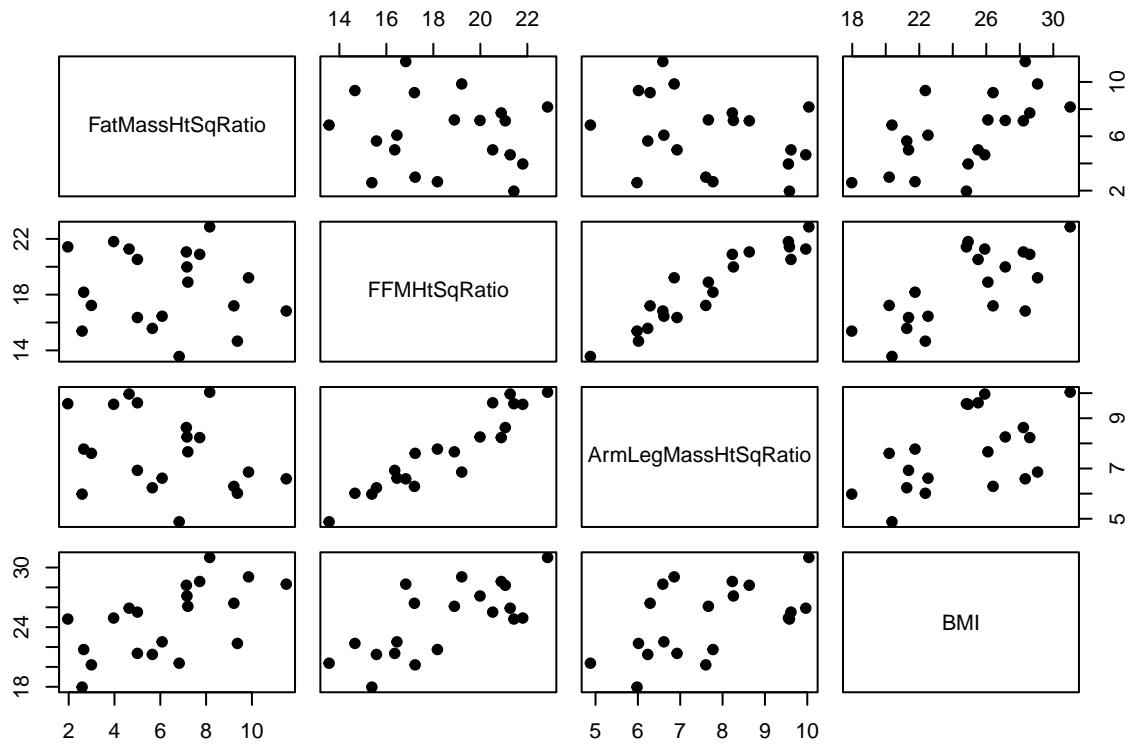 14 16 18 20 22
18 22 26 30
FatMassHtSqRatio
2 6 10
14 18 22
FFMHtSqRatio
ArmLegMassHtSqRatio
5 7 9
18 24 30
BMI
2 4 6 8 10
5 6 7 8 9 10